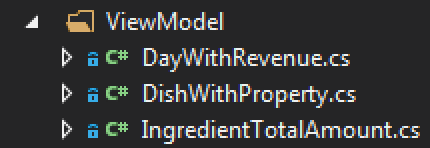 ViewModel
C# DayWithRevenue.cs
C# DishWithProperty.cs
C# IngredientTotalAmount.cs